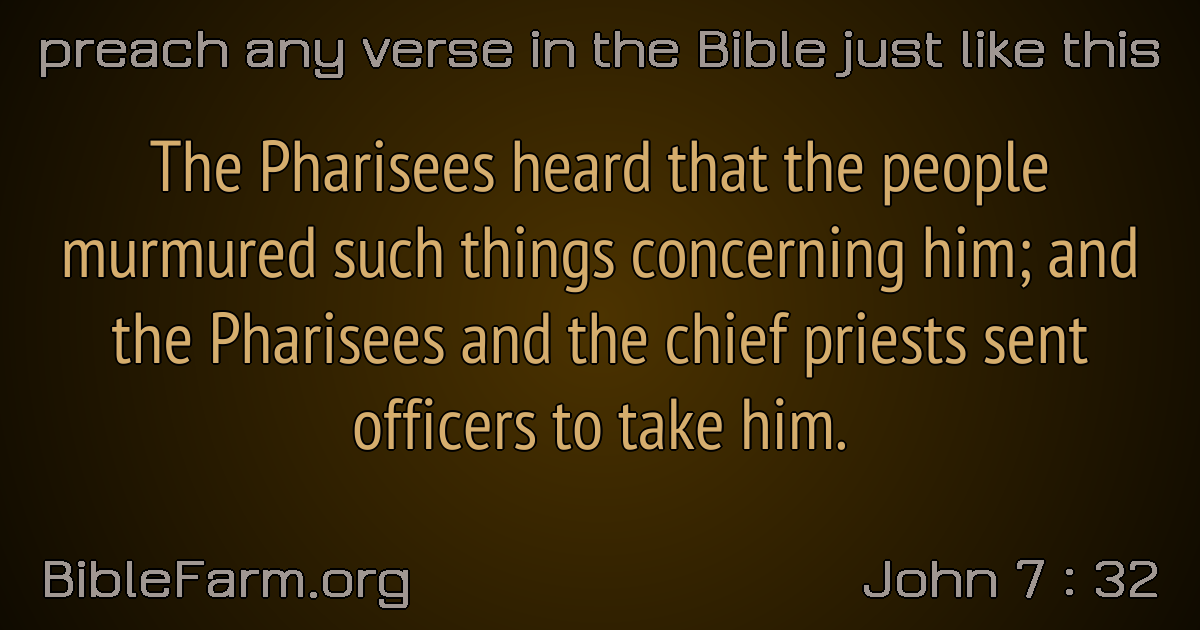 preach any verse in the Bible just like this
The Pharisees heard that the people
murmured such things concerning him; and
the Pharisees and the chief priests sent
officers to take him.
BibleFarm.org
John 7 : 32